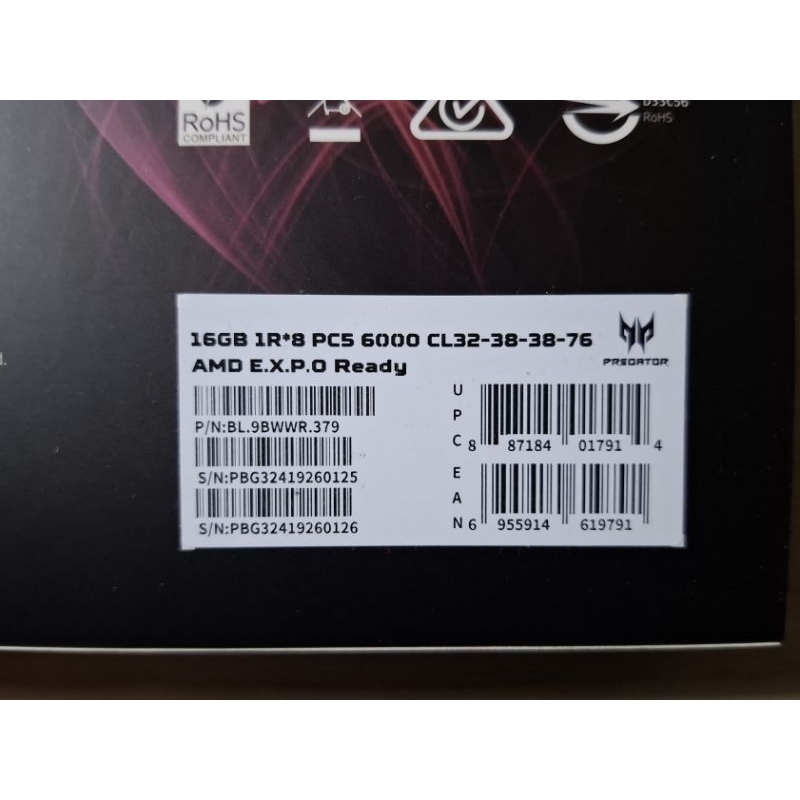 RoHS
COMPLIANT
D33C56
RoHS
d.
16GB 1R*8 PC5 6000 CL32-38-38-76
AMD E.X.P.O Ready
PREDATOR
P/N:BL.9BWWR.379
S/N:PBG32419260125
S/N:PBG32419260126
UPC
8 87184 01791 4
EAN
6 955914 619791